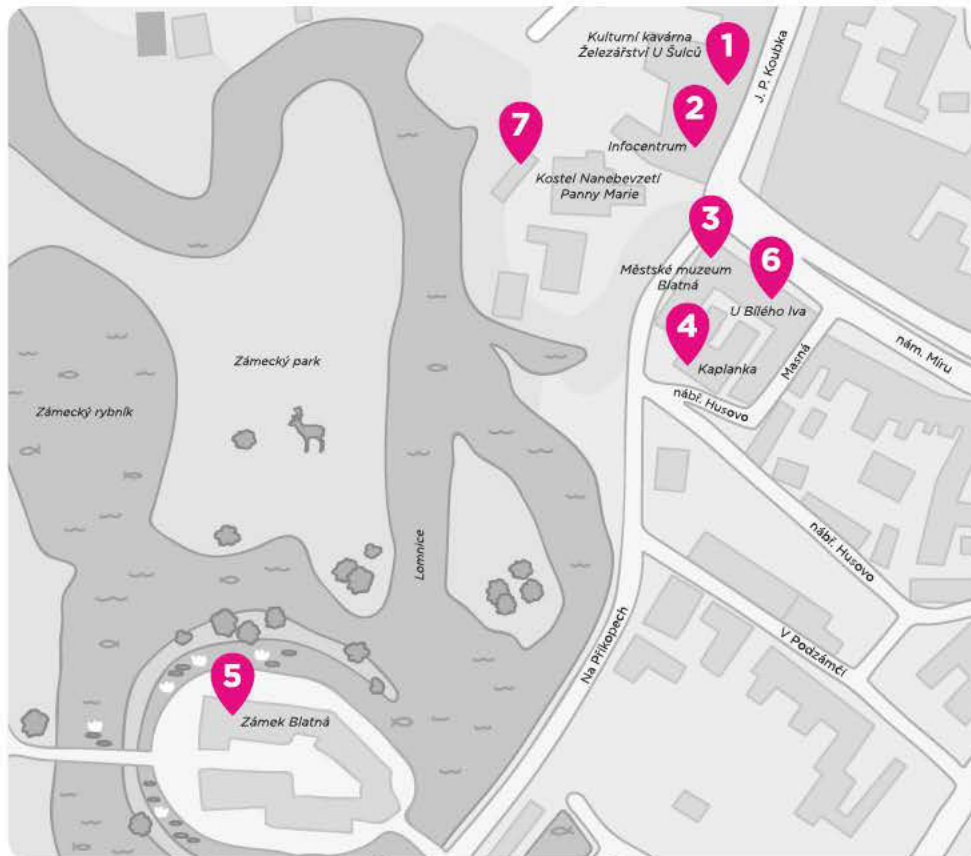 1
Kulturní kavárna
Železářství U Šulců
J. P. Koubka
2
Infocentrum
7
Kostel Nanebevzetí
Panny Marie
3
Městské muzeum
Blatná
6
U Bílého lva
4
Kaplanka
Masná
nám. Míru
nábř. Husovo
Zámecký park
Zámecký rybník
Lomnice
nábř. Husovo
V Podzámčí
Na Příkopech
5
Zámek Blatná